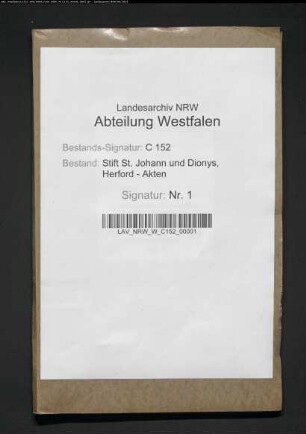 Landesarchiv NRW
Abteilung Westfalen
Bestands-Signatur: C 152
Bestand: Stift St. Johann und Dionys,
Herford - Akten
Signatur: Nr. 1
LAV_NRW_W_C152_00001